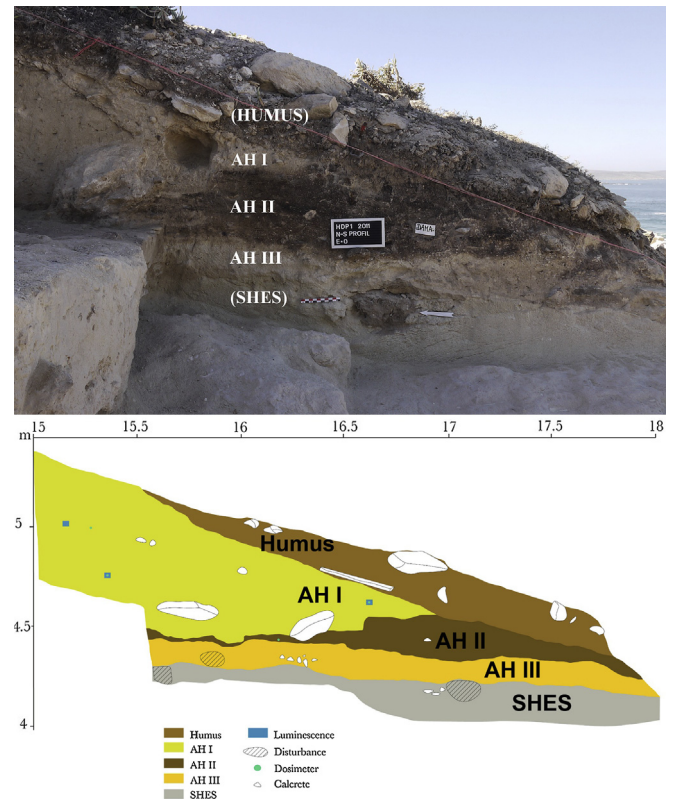 (HUMUS)
AH I
AH II
HDP1 2011
N-S PROFIL
E=0
AH III
(SHES)
m
15 15.5 16 16.5 17 17.5 18
5
Humus
AH I
4.5
AH II
AH III
SHES
4
Humus
AH I
AH II
AH III
SHES
Luminescence
Disturbance
Dosimeter
Calcrete